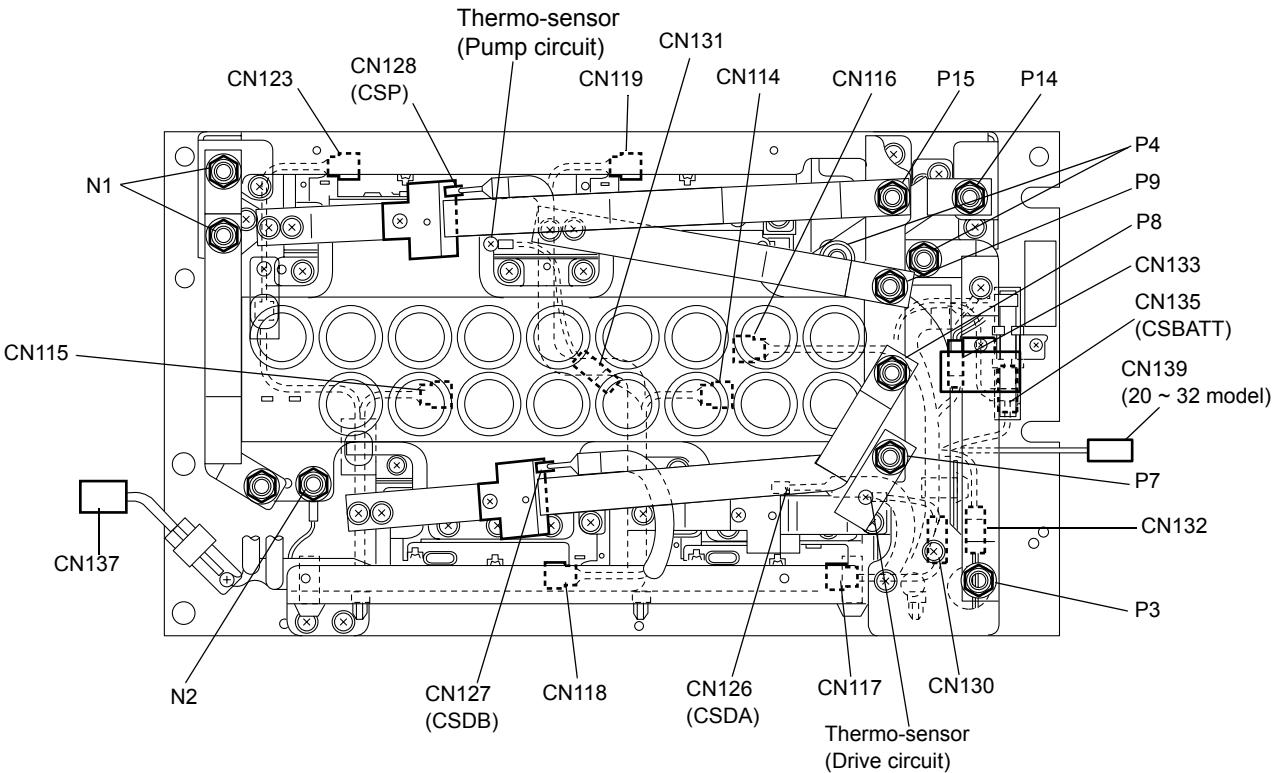 Thermo-sensor
(Pump circuit)
CN131
CN123
CN128
(CSP)
CN119
CN114
CN116
P15
P14
P4
N1
P9
P8
CN133
CN135
(CSBATT)
CN115
CN139
(20 ~ 32 model)
P7
CN132
CN137
P3
N2
CN127
(CSDB)
CN118
CN126
(CSDA)
CN117
CN130
Thermo-sensor
(Drive circuit)